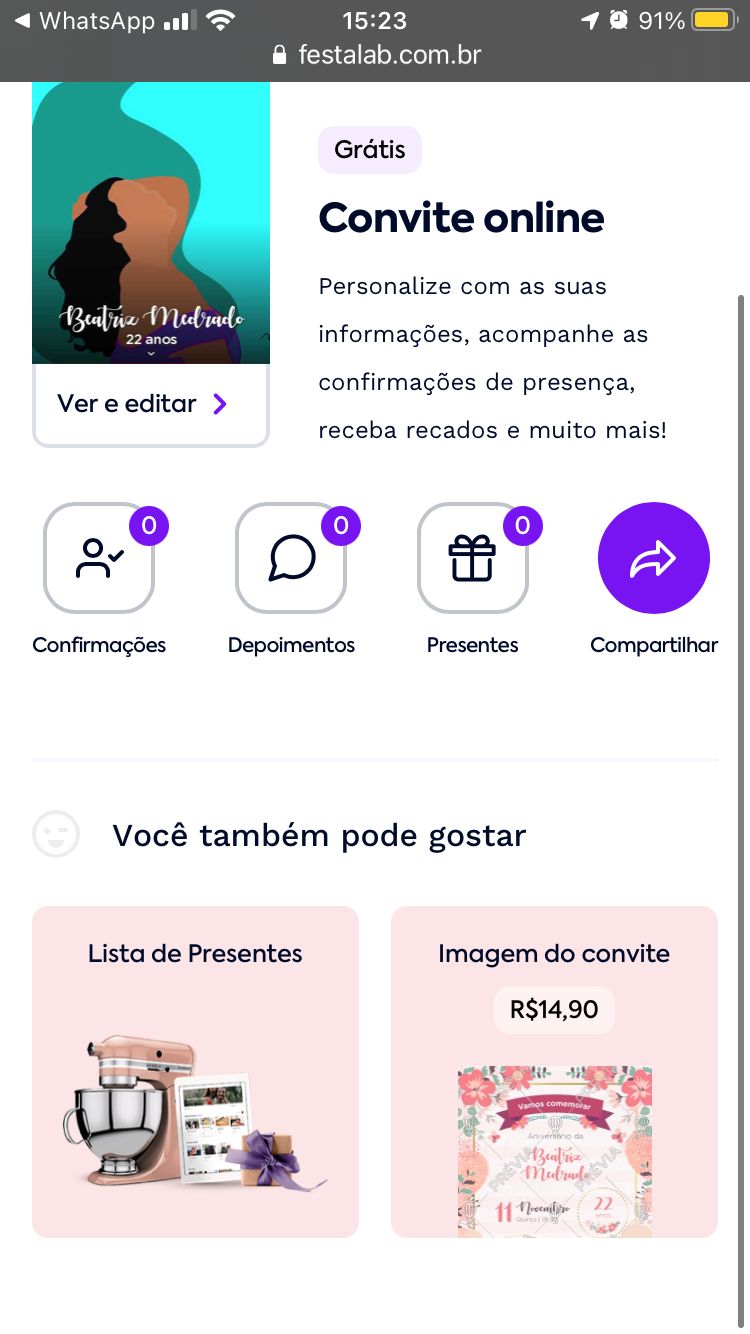 WhatsApp
15:23
91%
festalab.com.br
Grátis
Convite online
Personalize com as suas
informações, acompanhe as
confirmações de presença,
receba recados e muito mais!
Beatriz Medrado
22 anos
Ver e editar
0
0
0
Confirmações
Depoimentos
Presentes
Compartilhar
Você também pode gostar
Lista de Presentes
Imagem do convite
R$14,90
Vamos comemorar
Aniversário da
Beatriz
Medrado
PRÉVIA
PRÉVIA
11 Novembro
22
anos